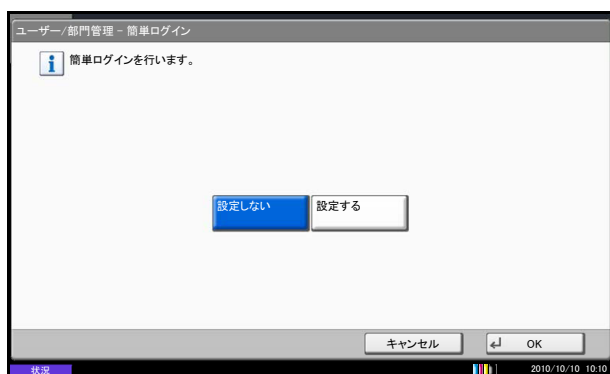 ユーザー/部門管理 - 簡単ログイン
簡単ログインを行います。
設定しない
設定する
キャンセル
OK
状況
2010/10/10 10:10